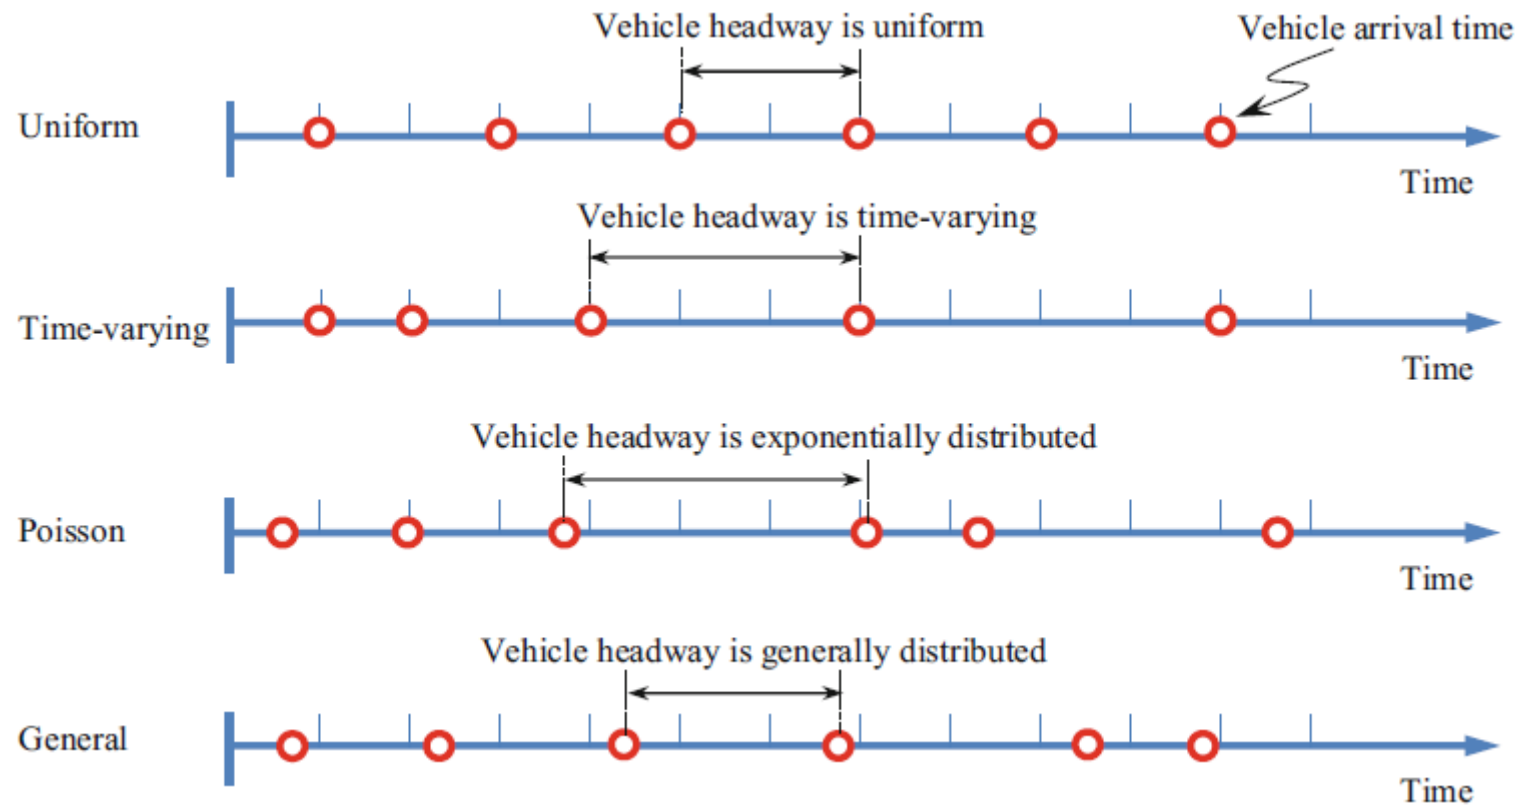 Vehicle headway is uniform
Vehicle arrival time
Uniform
Time
Vehicle headway is time-varying
Time-varying
Time
Vehicle headway is exponentially distributed
Poisson
Time
Vehicle headway is generally distributed
General
Time